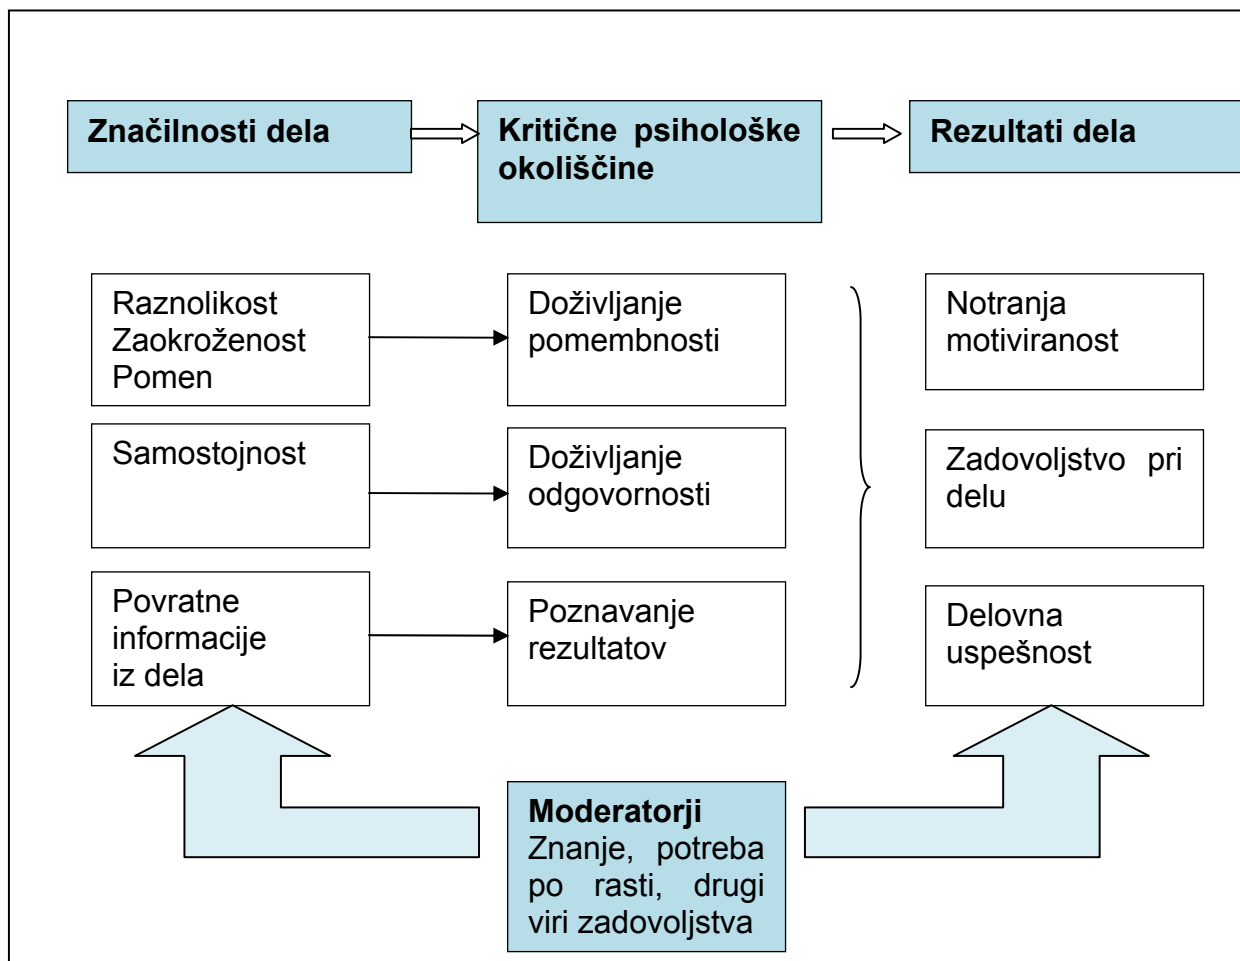 Značilnosti dela
Kritične psihološke
okoliščine
Rezultati dela
Raznolikost
Zaokroženost
Pomen
Doživljanje
pomembnosti
Notranja
motiviranost
Samostojnost
Doživljanje
odgovornosti
Zadovoljstvo pri
delu
Povratne
informacije
iz dela
Poznavanje
rezultatov
Delovna
uspešnost
Moderatorji
Znanje, potreba
po rasti, drugi
viri zadovoljstva